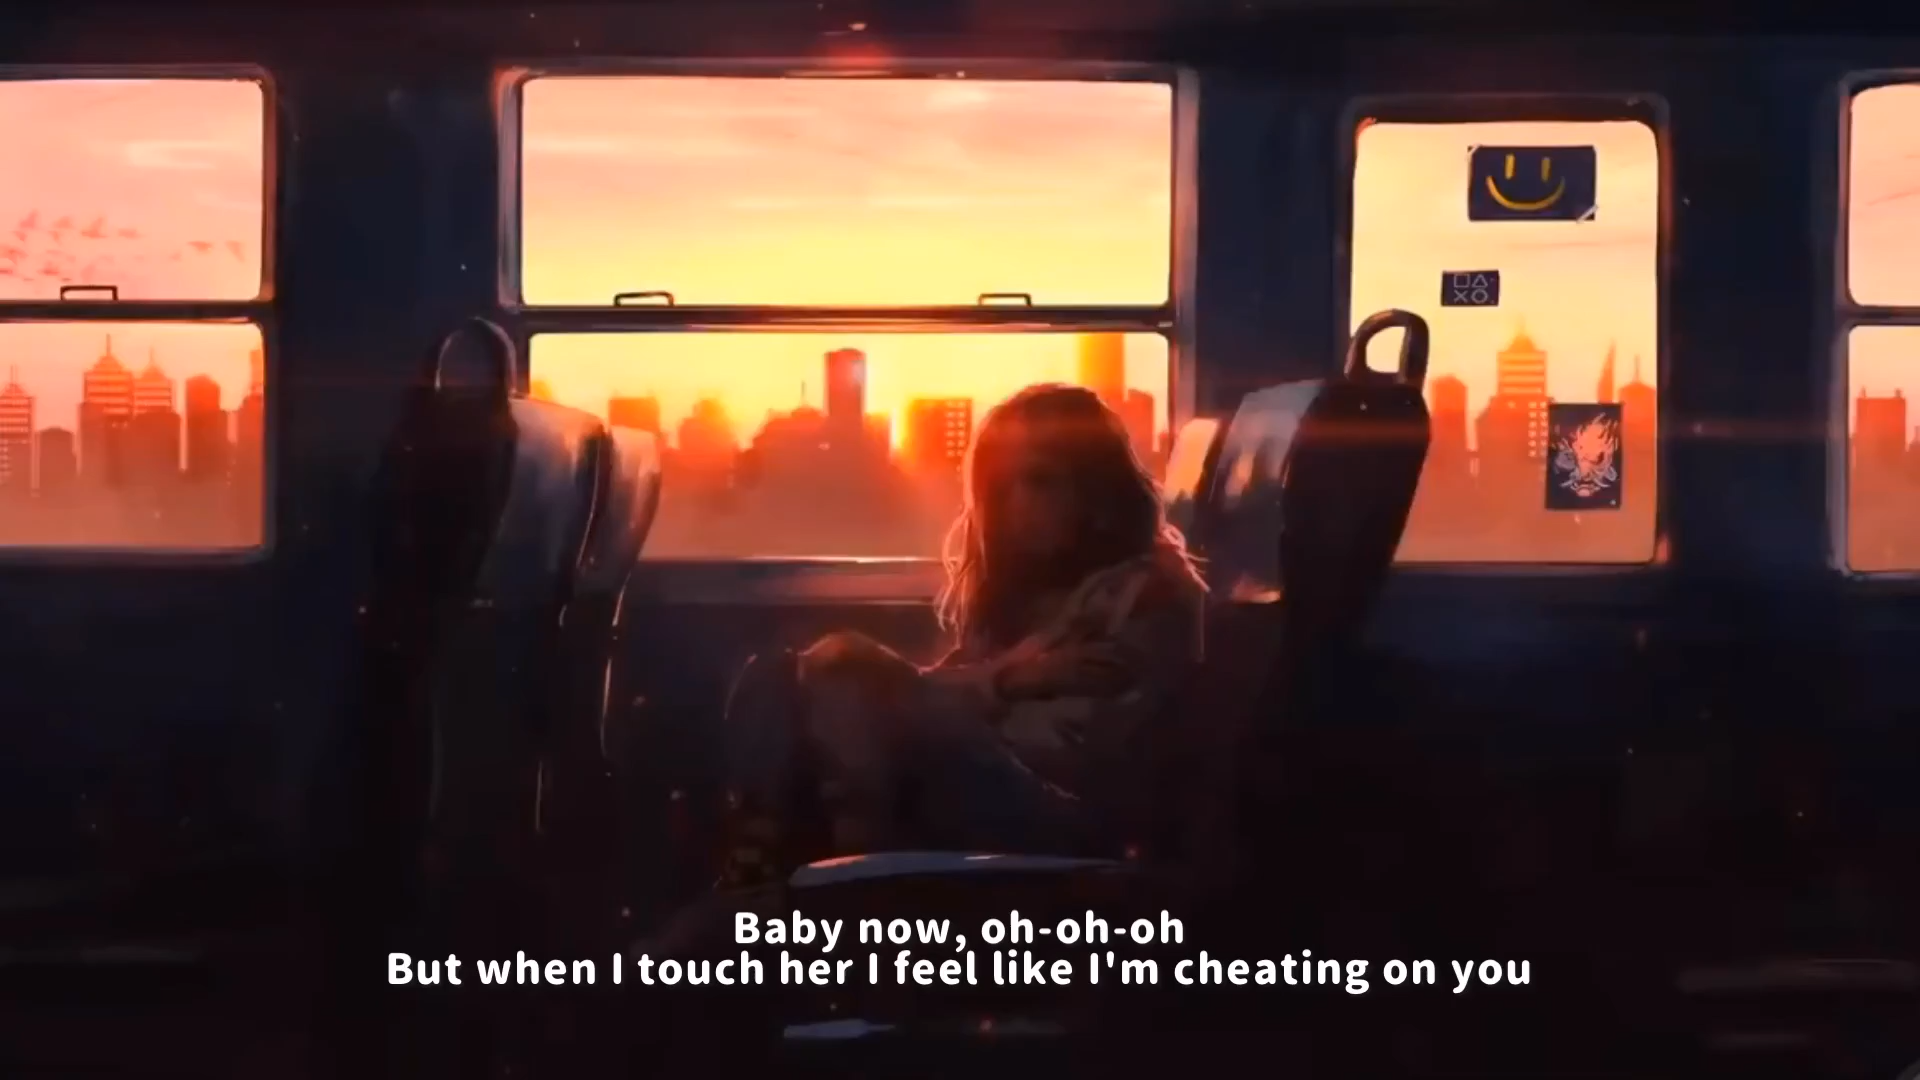 Baby now, oh-oh-oh
But when I touch her I feel like I'm cheating on you